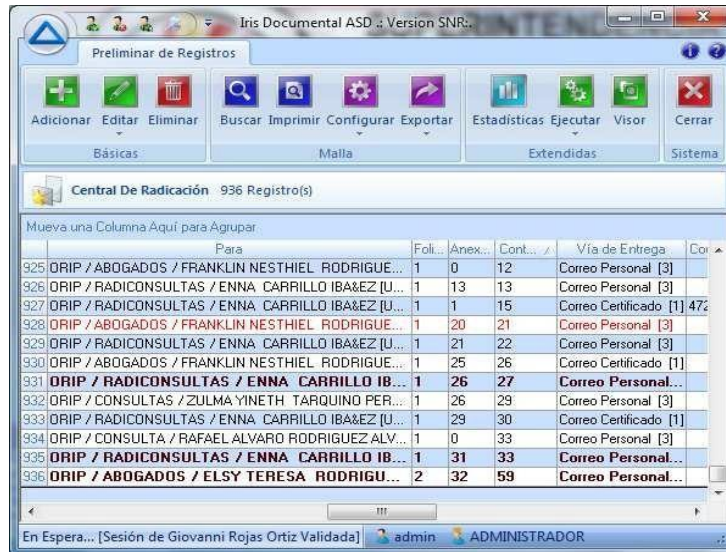 Iris Documental ASD .: Version SNR:.
Preliminar de Registros
Adicionar Editar Eliminar Buscar Imprimir Configurar Exportar Estadísticas Ejecutar Visor Cerrar
Básicas Malla Extendidas Sistema
Central De Radicación 936 Registro(s)
Mueva una Columna Aquí para Agrupar
Para Foli... Anex... Cont... Vía de Entrega
925 ORIP / ABOGADOS / FRANKLIN NESTHIEL RODRIGUE... 1 0 12 Correo Personal [3]
926 ORIP / RADICONSULTAS / ENNA CARRILLO IBA&EZ [U... 1 13 13 Correo Personal [3]
927 ORIP / RADICONSULTAS / ENNA CARRILLO IBA&EZ [U... 1 1 15 Correo Certificado [1] 472
928 ORIP / ABOGADOS / FRANKLIN NESTHIEL RODRIGUE... 1 20 21 Correo Personal [3]
929 ORIP / RADICONSULTAS / ENNA CARRILLO IBA&EZ [U... 1 21 22 Correo Personal [3]
930 ORIP / ABOGADOS / FRANKLIN NESTHIEL RODRIGUE... 1 25 26 Correo Certificado [1]
931 ORIP / RADICONSULTAS / ENNA CARRILLO IB... 1 26 27 Correo Personal...
932 ORIP / CONSULTAS / ZULMA YINETH TARQUINO PER... 1 26 29 Correo Personal [3]
933 ORIP / RADICONSULTAS / ENNA CARRILLO IBA&EZ [U... 1 29 30 Correo Certificado [1]
934 ORIP / CONSULTA / RAFAEL ALVARO RODRIGUEZ ALV... 1 0 33 Correo Personal [3]
935 ORIP / RADICONSULTAS / ENNA CARRILLO IB... 1 31 33 Correo Personal...
936 ORIP / ABOGADOS / ELSY TERESA RODRIGU... 2 32 59 Correo Personal...
En Espera... [Sesión de Giovanni Rojas Ortiz Validada] admin ADMINISTRADOR